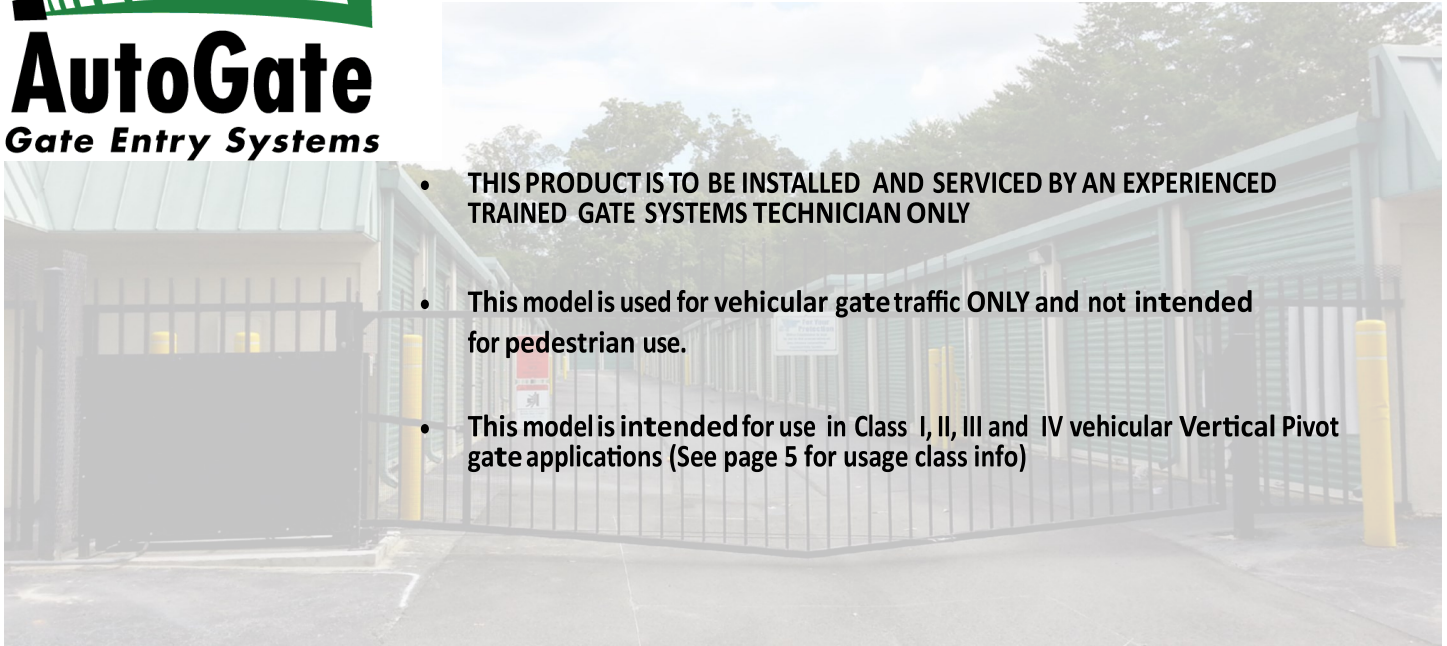 AutoGate
Gate Entry Systems
• THIS PRODUCT IS TO BE INSTALLED AND SERVICED BY AN EXPERIENCED
TRAINED GATE SYSTEMS TECHNICIAN ONLY
• This model is used for vehicular gate traffic ONLY and not intended
for pedestrian use.
• This model is intended for use in Class I, II, III and IV vehicular Vertical Pivot
gate applications (See page 5 for usage class info)